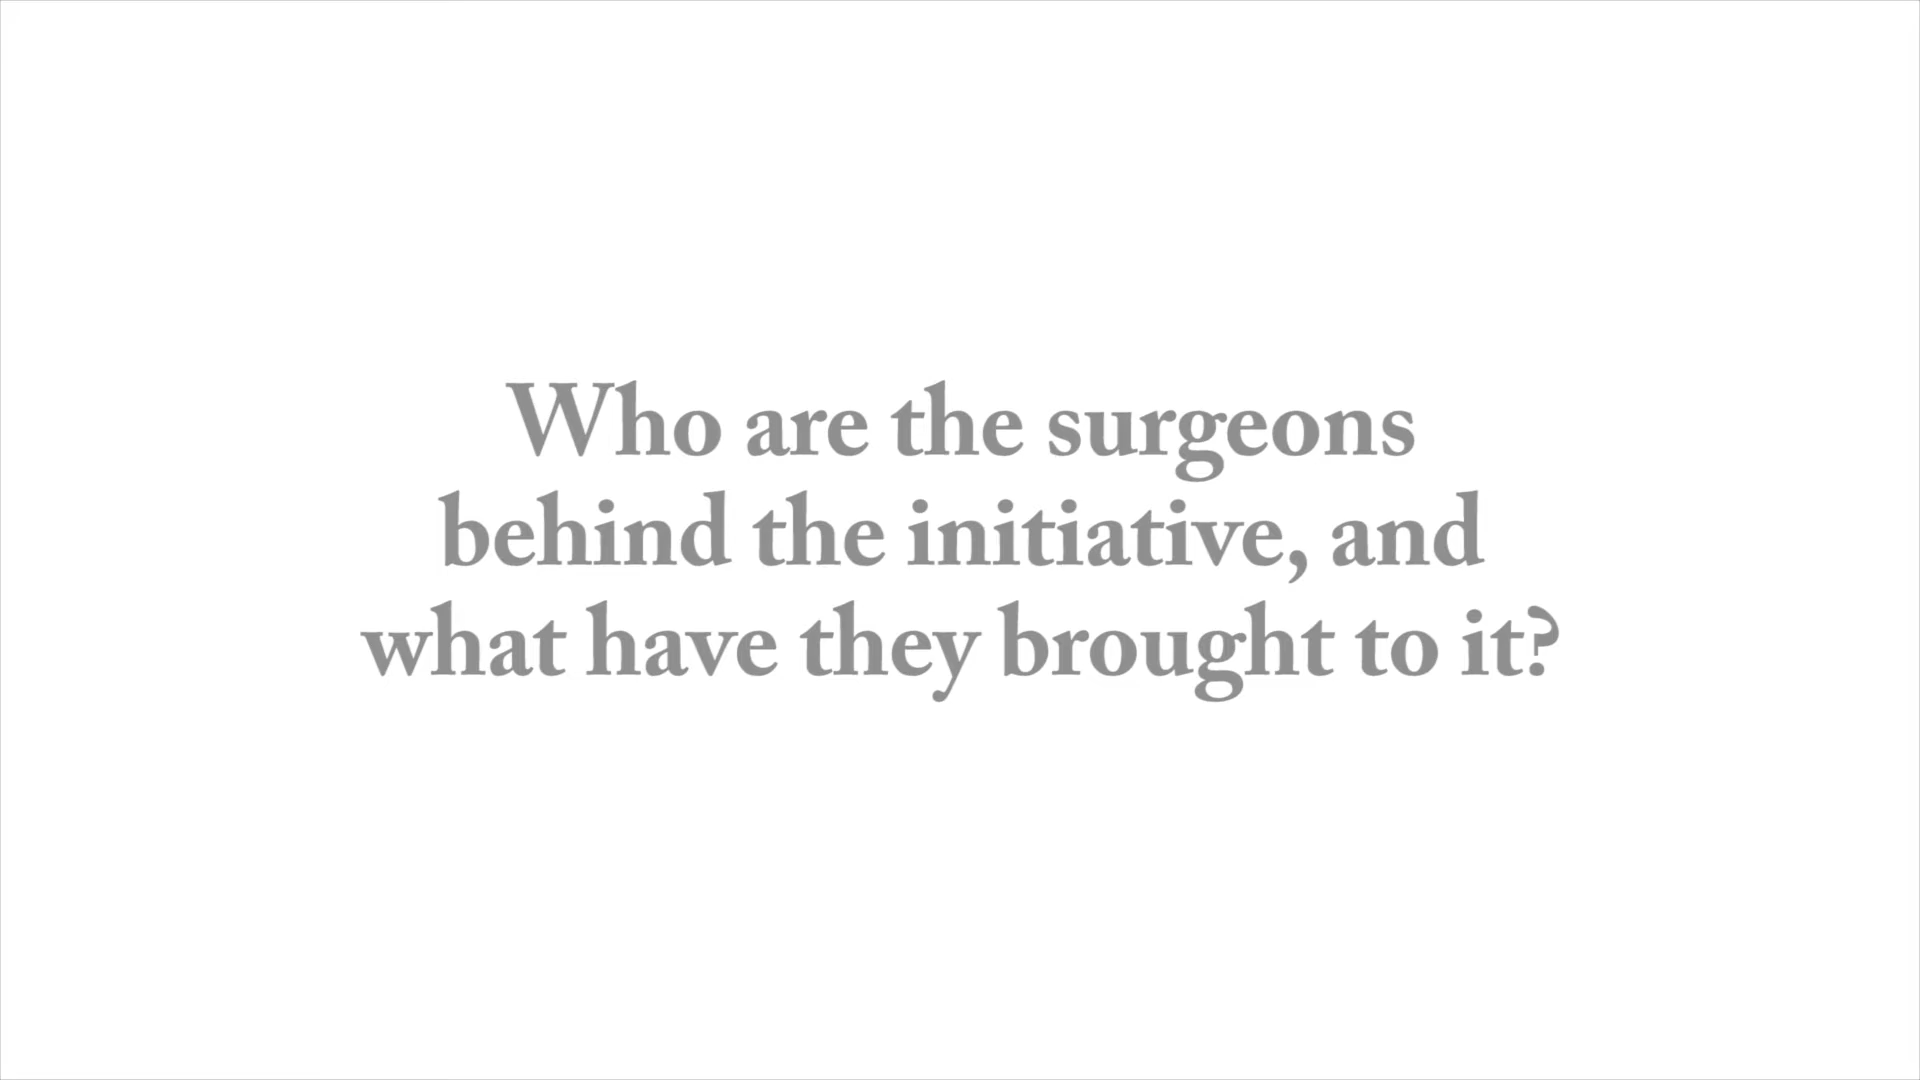 Who are the surgeons
behind the initiative, and
what have they brought to it?